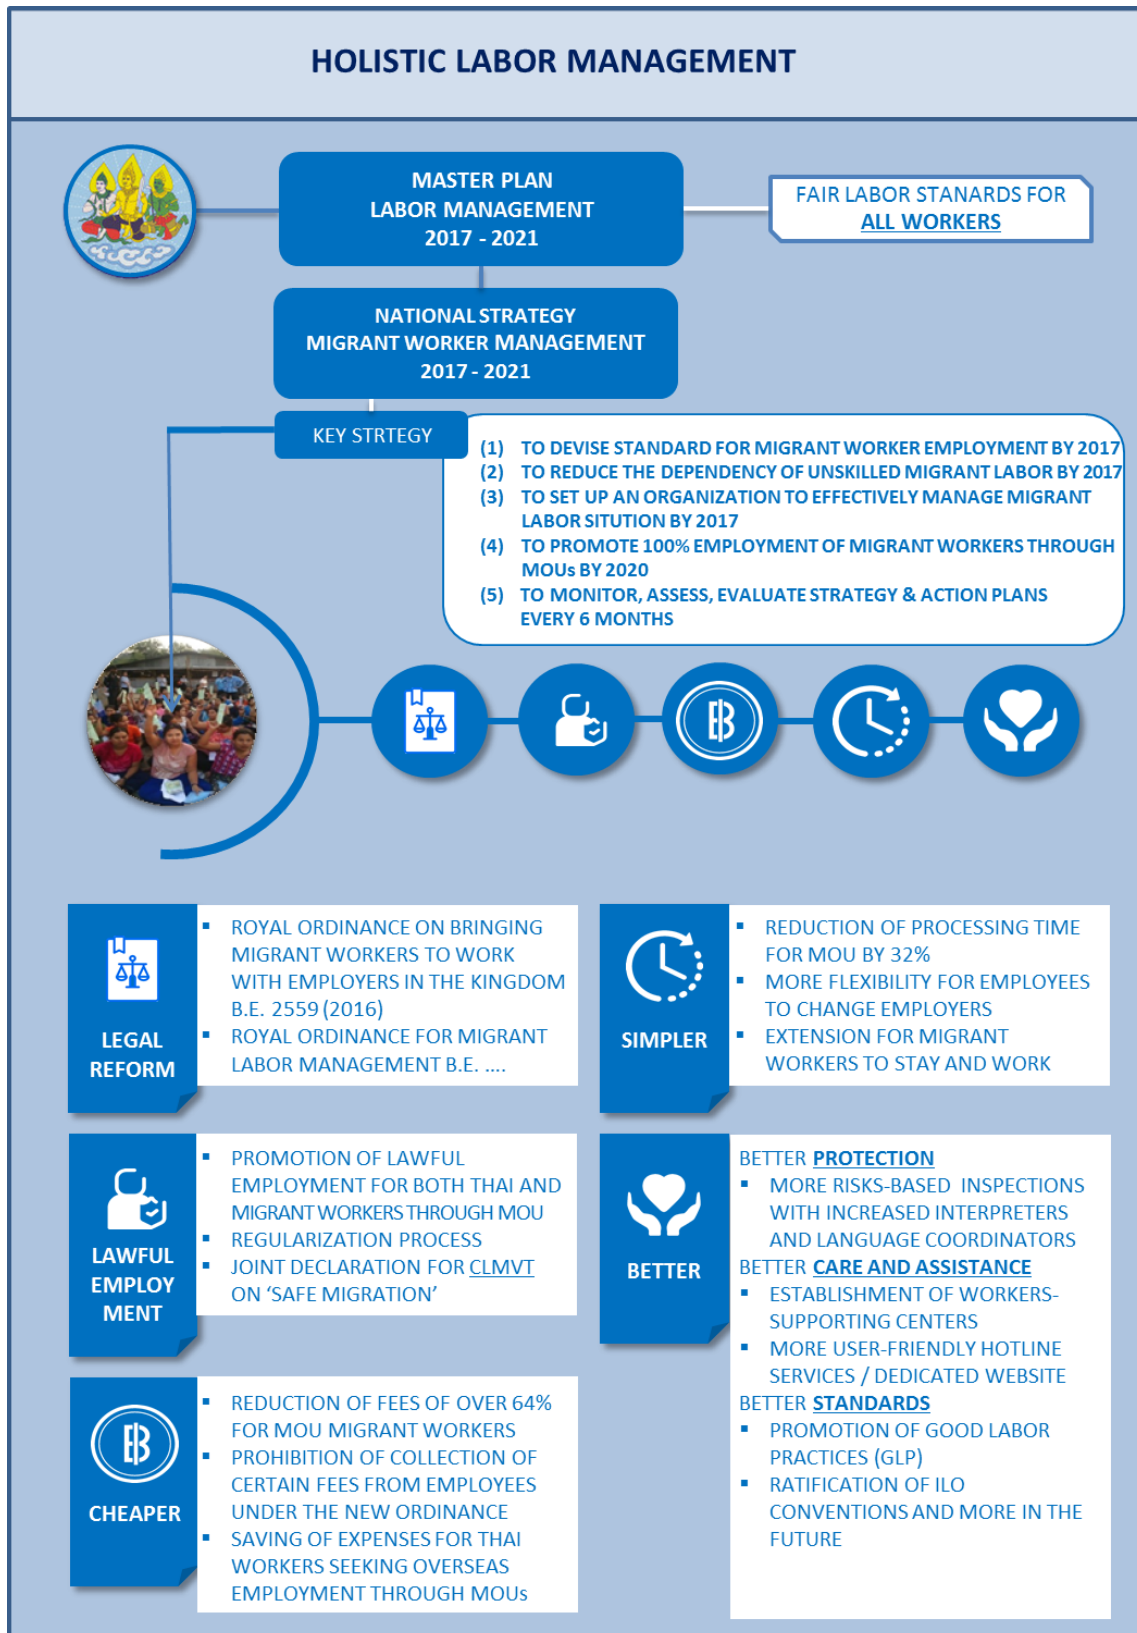 HOLISTIC LABOR MANAGEMENT
MASTER PLAN
LABOR MANAGEMENT
2017 - 2021
FAIR LABOR STANARDS FOR
ALL WORKERS
NATIONAL STRATEGY
MIGRANT WORKER MANAGEMENT
2017 - 2021
KEY STRTEGY
(1) TO DEVISE STANDARD FOR MIGRANT WORKER EMPLOYMENT BY 2017
(2) TO REDUCE THE DEPENDENCY OF UNSKILLED MIGRANT LABOR BY 2017
(3) TO SET UP AN ORGANIZATION TO EFFECTIVELY MANAGE MIGRANT
LABOR SITUTION BY 2017
(4) TO PROMOTE 100% EMPLOYMENT OF MIGRANT WORKERS THROUGH
MOUs BY 2020
(5) TO MONITOR, ASSESS, EVALUATE STRATEGY & ACTION PLANS
EVERY 6 MONTHS
LEGAL
REFORM
▪ ROYAL ORDINANCE ON BRINGING
MIGRANT WORKERS TO WORK
WITH EMPLOYERS IN THE KINGDOM
B.E. 2559 (2016)
▪ ROYAL ORDINANCE FOR MIGRANT
LABOR MANAGEMENT B.E. ....
LAWFUL
EMPLOY
MENT
▪ PROMOTION OF LAWFUL
EMPLOYMENT FOR BOTH THAI AND
MIGRANT WORKERS THROUGH MOU
▪ REGULARIZATION PROCESS
▪ JOINT DECLARATION FOR CLMVT
ON ‘SAFE MIGRATION’
CHEAPER
▪ REDUCTION OF FEES OF OVER 64%
FOR MOU MIGRANT WORKERS
▪ PROHIBITION OF COLLECTION OF
CERTAIN FEES FROM EMPLOYEES
UNDER THE NEW ORDINANCE
▪ SAVING OF EXPENSES FOR THAI
WORKERS SEEKING OVERSEAS
EMPLOYMENT THROUGH MOUs
SIMPLER
▪ REDUCTION OF PROCESSING TIME
FOR MOU BY 32%
▪ MORE FLEXIBILITY FOR EMPLOYEES
TO CHANGE EMPLOYERS
▪ EXTENSION FOR MIGRANT
WORKERS TO STAY AND WORK
BETTER
BETTER PROTECTION
▪ MORE RISKS-BASED INSPECTIONS
WITH INCREASED INTERPRETERS
AND LANGUAGE COORDINATORS
BETTER CARE AND ASSISTANCE
▪ ESTABLISHMENT OF WORKERS-
SUPPORTING CENTERS
▪ MORE USER-FRIENDLY HOTLINE
SERVICES / DEDICATED WEBSITE
BETTER STANDARDS
▪ PROMOTION OF GOOD LABOR
PRACTICES (GLP)
▪ RATIFICATION OF ILO
CONVENTIONS AND MORE IN THE
FUTURE